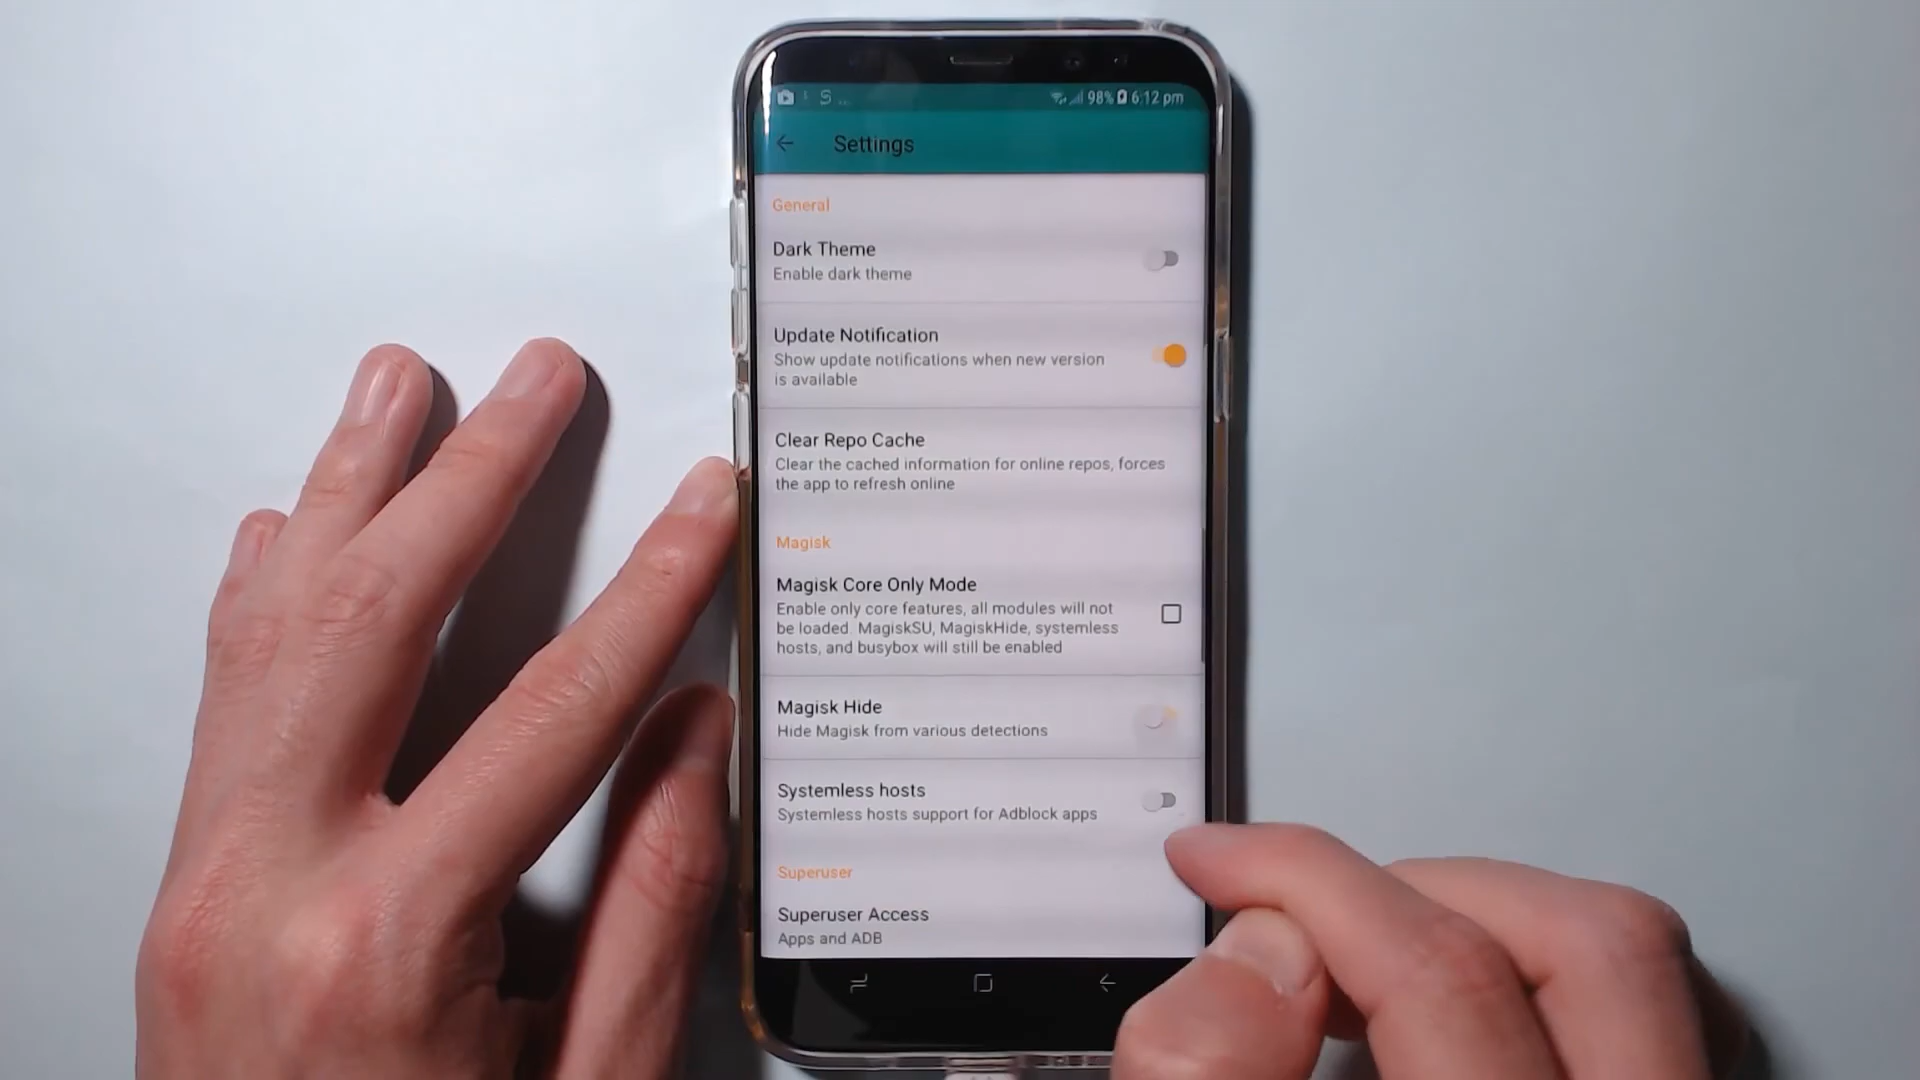 98% 6:12 pm
Settings
General
Dark Theme
Enable dark theme
Update Notification
Show update notifications when new version
is available
Clear Repo Cache
Clear the cached information for online repos, forces
the app to refresh online
Magisk
Magisk Core Only Mode
Enable only core features, all modules will not
be loaded. MagiskSU, MagiskHide, systemless
hosts, and busybox will still be enabled
Magisk Hide
Hide Magisk from various detections
Systemless hosts
Systemless hosts support for Adblock apps
Superuser
Superuser Access
Apps and ADB